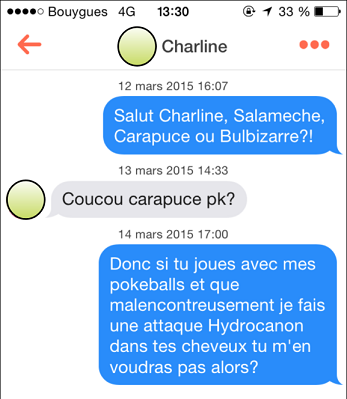 Bouygues 4G 13:30 33 %
Charline
12 mars 2015 16:07
Salut Charline, Salameche,
Carapuce ou Bulbizarre?!
13 mars 2015 14:33
Coucou carapuce pk?
14 mars 2015 17:00
Donc si tu joues avec mes
pokeballs et que
malencontreusement je fais
une attaque Hydrocanon
dans tes cheveux tu m'en
voudras pas alors?